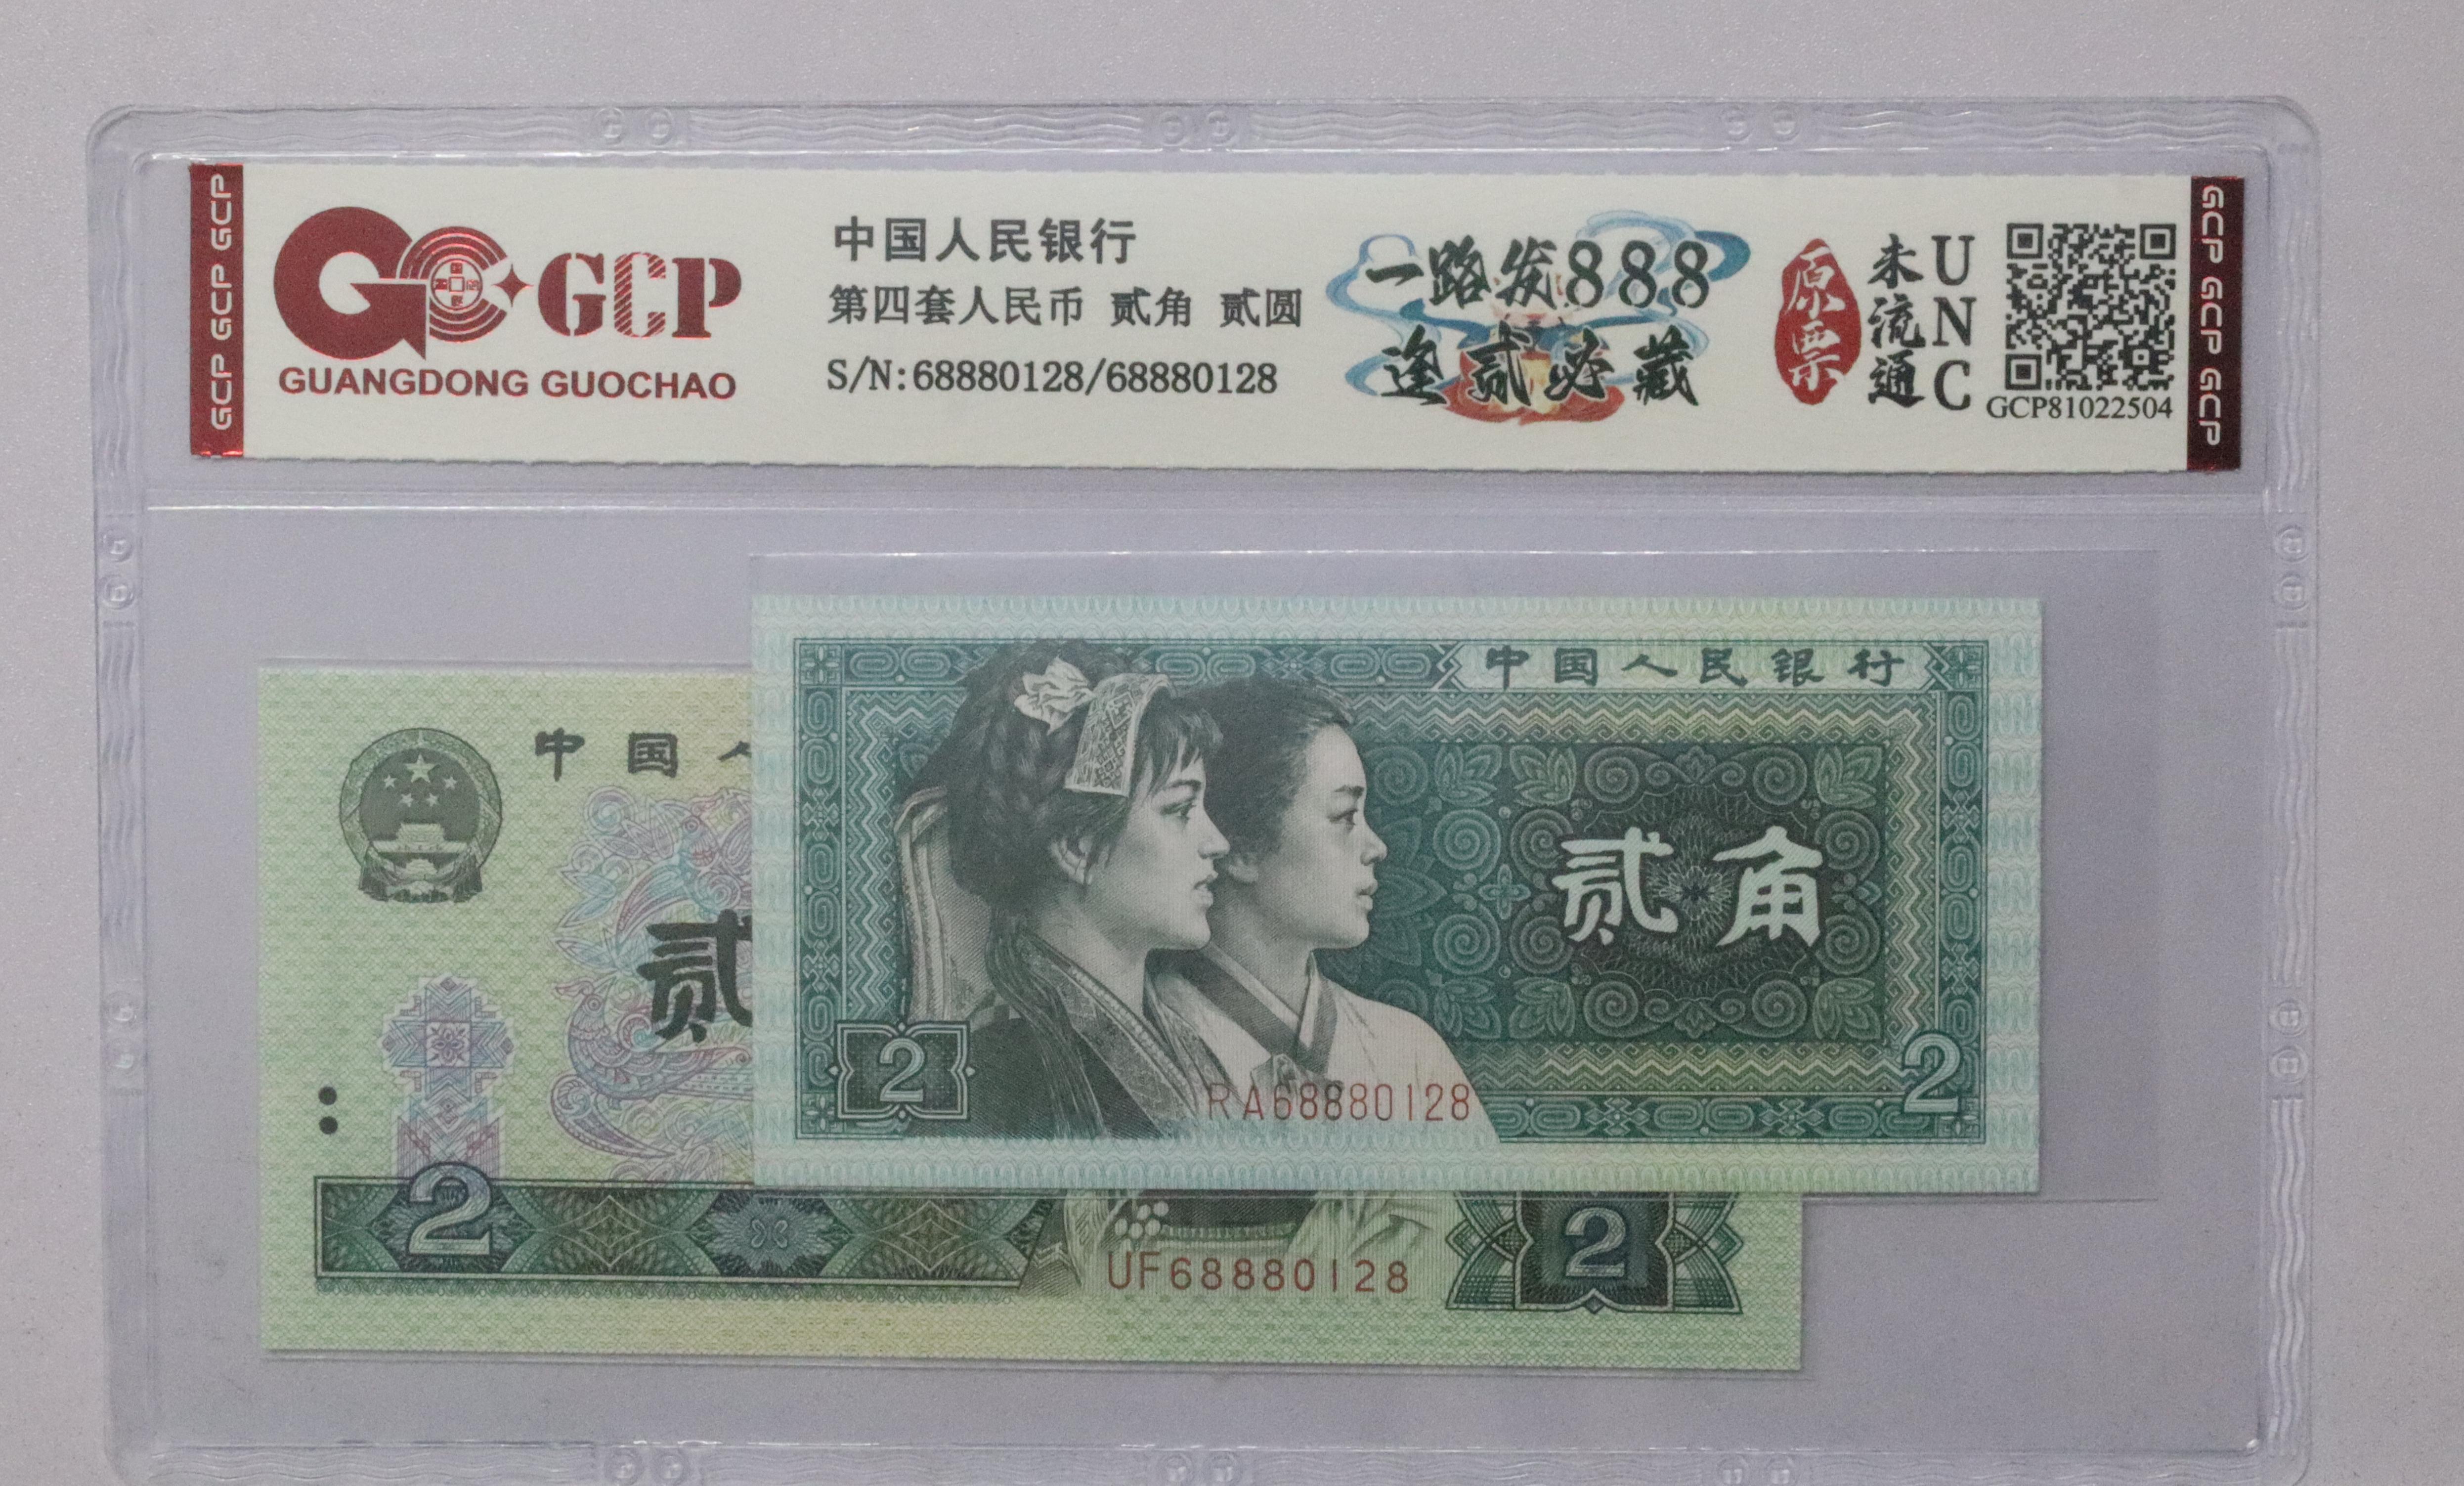 GCP GCP GCP
GCP
GUANGDONG GUOCHAO
中国人民银行
第四套人民币 贰角 贰圆
S/N:68880128/68880128
一路发888
逢贰必藏
原票
未流通
UNC
GCP81022504
GCP GCP GCP
中国人民银行
贰角
2
2
RA68880128
中国人
贰
2
2
UF68880128